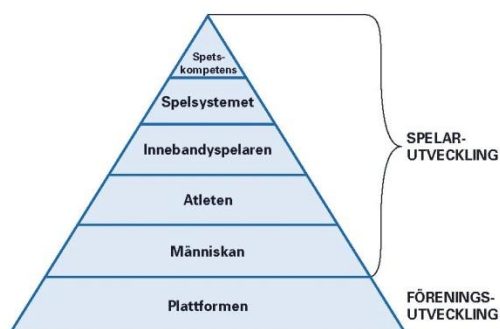 Spets-
kompetens
Spelsystemet
Innebandyspelaren
Atleten
Människan
Plattformen
SPELAR-
UTVECKLING
FÖRENINGS-
UTVECKLING